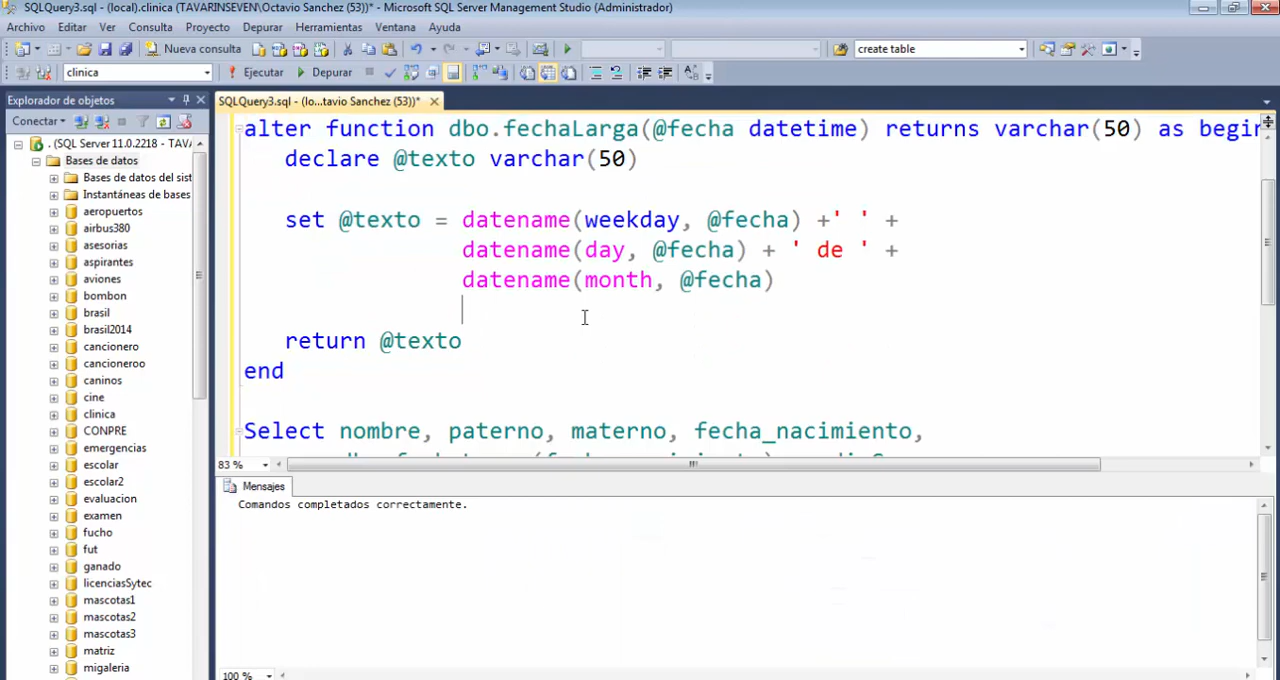 SQLQuery3.sql - (local).clinica (TAVARINSEVEN\Octavio Sanchez (53))* - Microsoft SQL Server Management Studio (Administrador)
Archivo Editar Ver Consulta Proyecto Depurar Herramientas Ventana Ayuda
Nueva consulta create table
clinica Ejecutar Depurar
Explorador de objetos
Conectar
. (SQL Server 11.0.2218 - TAV
Bases de datos
Bases de datos del sist
Instantáneas de bases
aeropuertos
airbus380
asesorias
aspirantes
aviones
bombon
brasil
brasil2014
cancionero
cancioneroo
caninos
cine
clinica
CONPRE
emergencias
escolar
escolar2
evaluacion
examen
fucho
fut
ganado
licenciasSytec
mascotas1
mascotas2
mascotas3
matriz
migaleria
SQLQuery3.sql - (lo...tavio Sanchez (53))*
alter function dbo.fechaLarga(@fecha datetime) returns varchar(50) as begin
declare @texto varchar(50)
set @texto = datename(weekday, @fecha) +' ' +
datename(day, @fecha) + ' de ' +
datename(month, @fecha)
return @texto
end
Select nombre, paterno, materno, fecha_nacimiento,
83 %
Mensajes
Comandos completados correctamente.
100 %